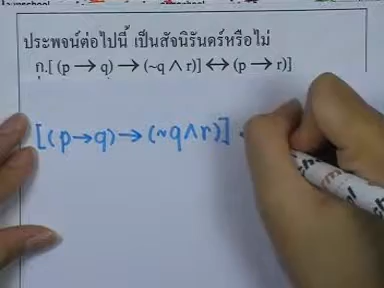 ประพจน์ต่อไปนี้ เป็นสัจนิรันดร์หรือไม่
ก.[ (p → q) → (~q ∧ r)] ↔ (p → r)]
[(p→q)→(~q∧r)]